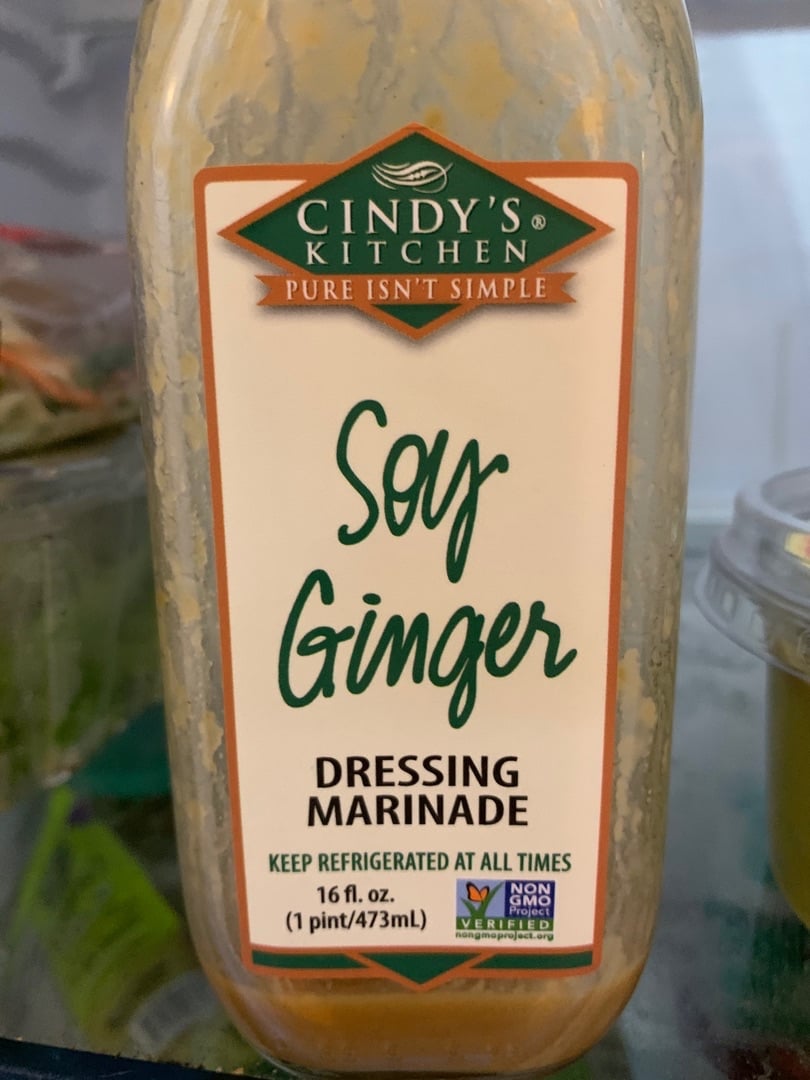 CINDY'S®
KITCHEN
PURE ISN'T SIMPLE
Soy
Ginger
DRESSING
MARINADE
KEEP REFRIGERATED AT ALL TIMES
16 fl. oz.
(1 pint/473mL)
NON
GMO
Project
VERIFIED
nongmoproject.org